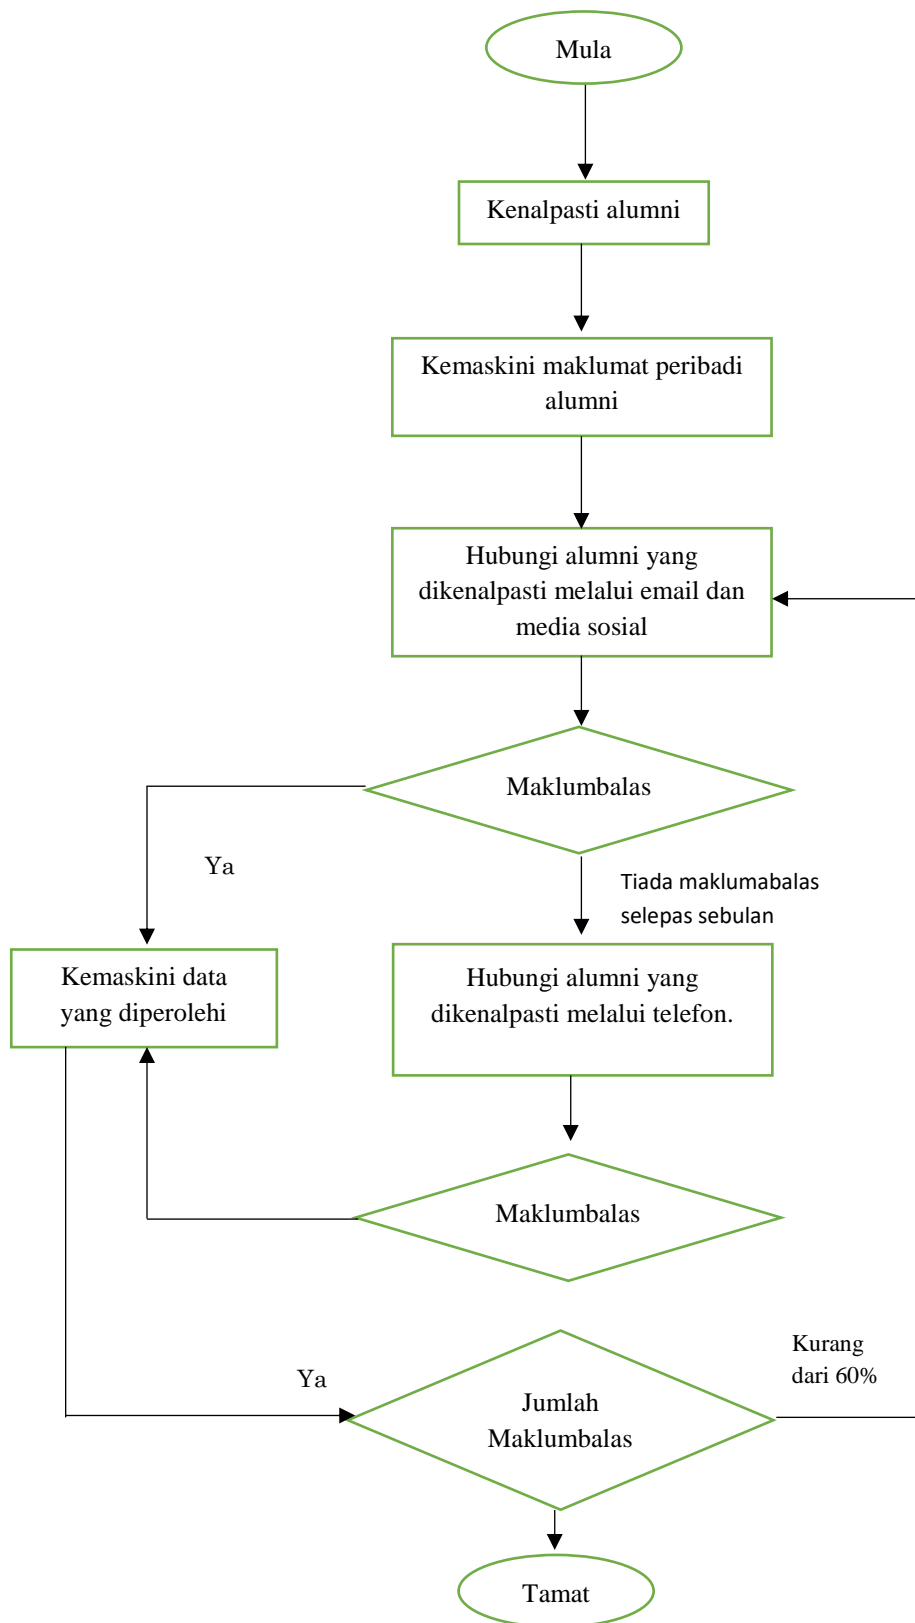 Mula
Kenalpasti alumni
Kemaskini maklumat peribadi
alumni
Hubungi alumni yang
dikenalpasti melalui email dan
media sosial
Maklumbalas
Ya
Tiada maklumabalas
selepas sebulan
Kemaskini data
yang diperolehi
Hubungi alumni yang
dikenalpasti melalui telefon.
Maklumbalas
Ya
Jumlah
Maklumbalas
Kurang
dari 60%
Tamat